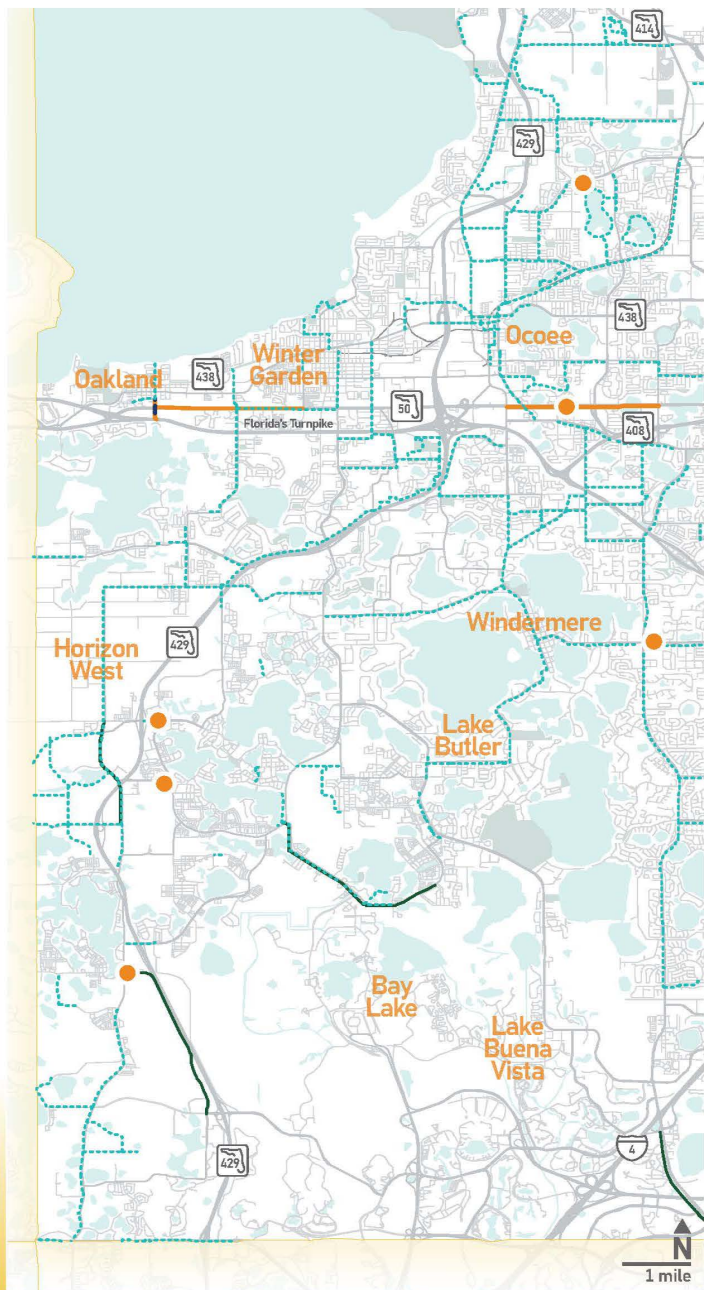 414
429
438
Ocoee
Winter
Garden
Oakland
438
50
408
Florida's Turnpike
Windermere
Horizon
West
429
Lake
Butler
Bay
Lake
Lake
Buena
Vista
4
429
N
1 mile